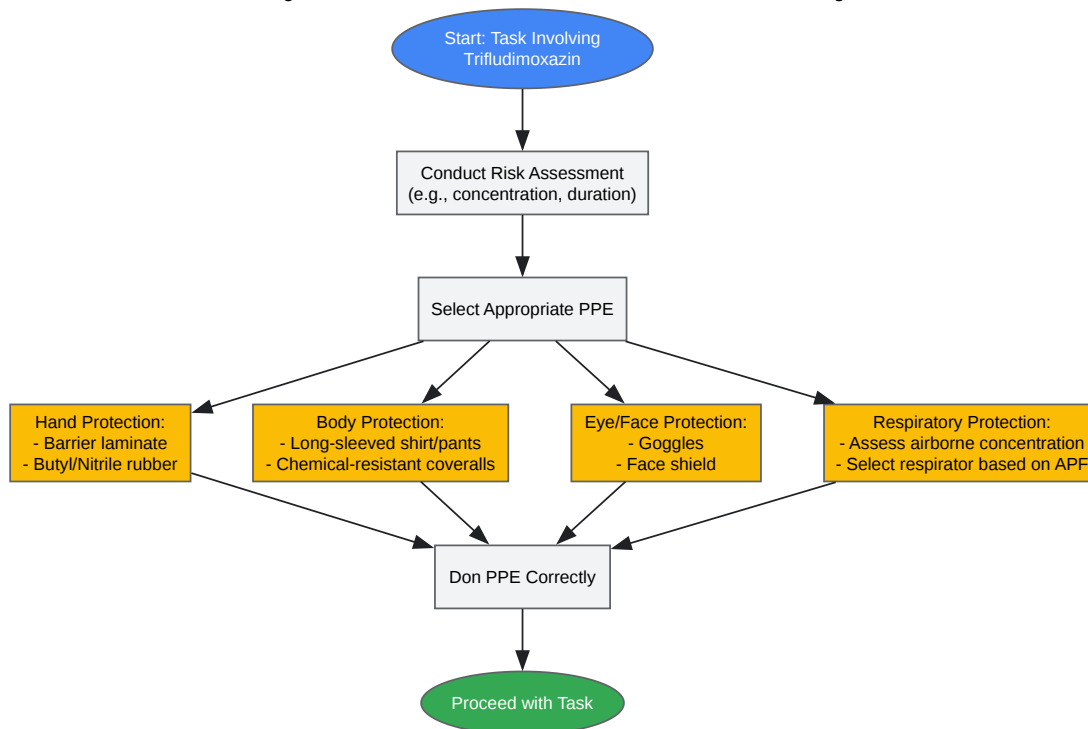 Start: Task Involving
Trifludimoxazin
Conduct Risk Assessment
(e.g., concentration, duration)
Select Appropriate PPE
Hand Protection:
- Barrier laminate
- Butyl/Nitrile rubber
Body Protection:
- Long-sleeved shirt/pants
- Chemical-resistant coveralls
Eye/Face Protection:
- Goggles
- Face shield
Respiratory Protection:
- Assess airborne concentration
- Select respirator based on APF
Don PPE Correctly
Proceed with Task